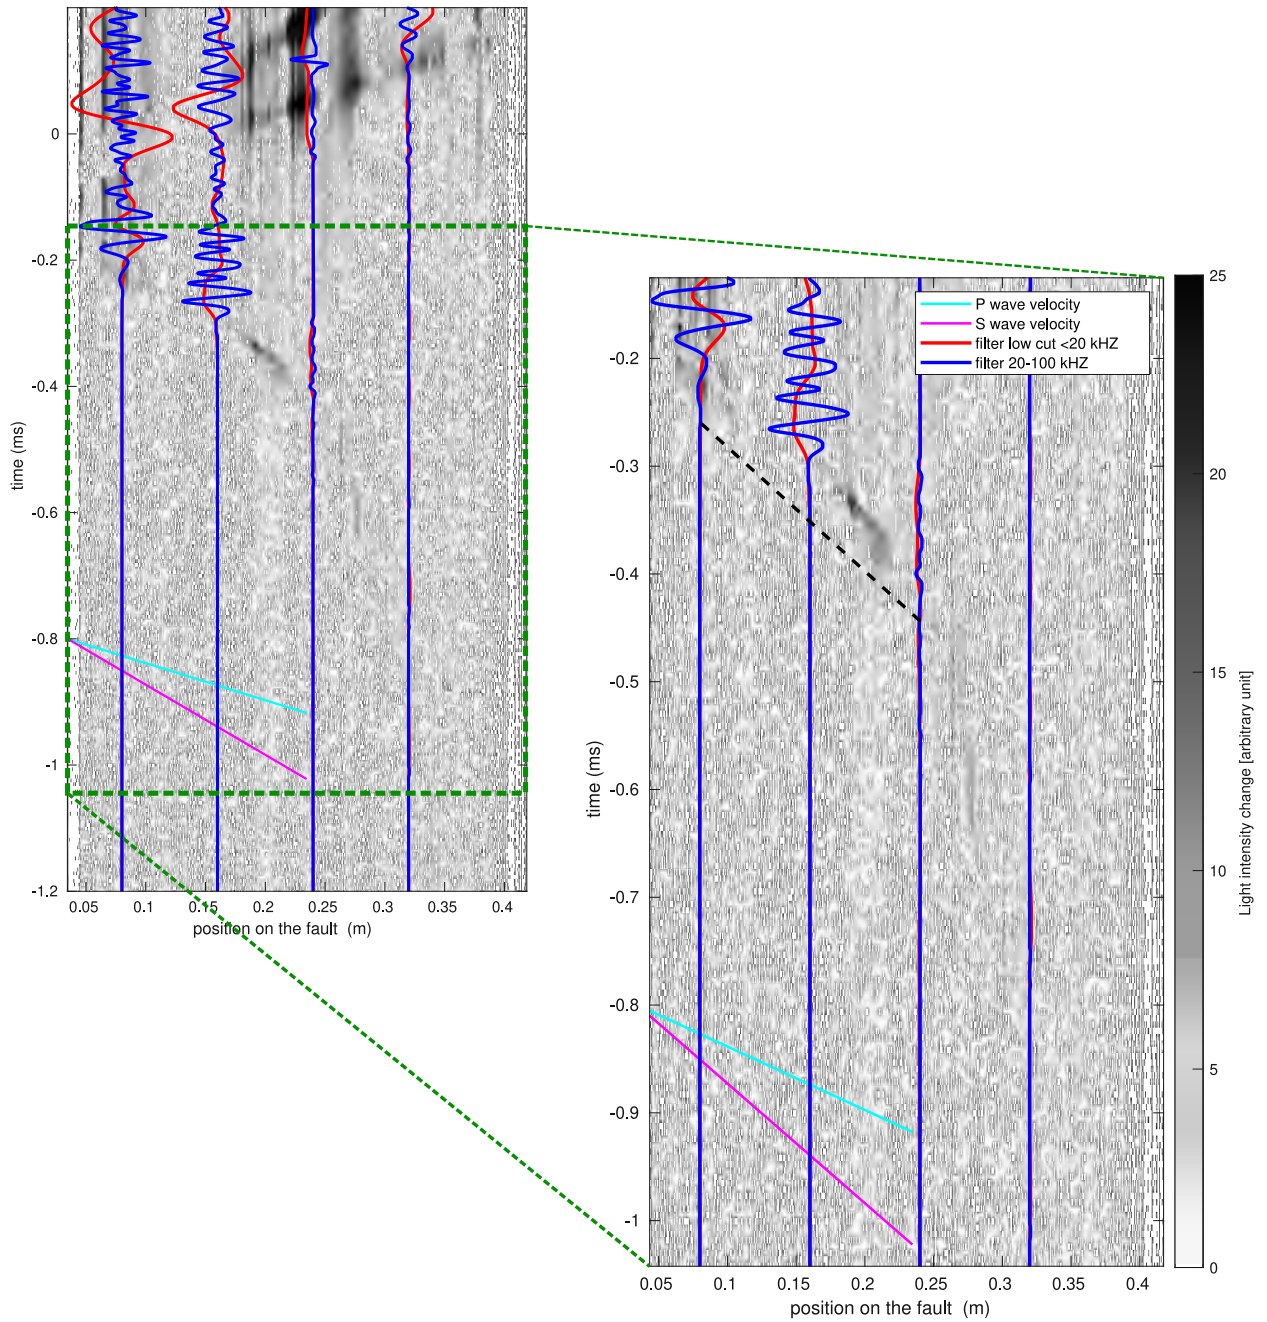 0
-0.2
-0.4
-0.6
-0.8
-1
-1.2
time (ms)
0.05 0.1 0.15 0.2 0.25 0.3 0.35 0.4
position on the fault (m)
P wave velocity
S wave velocity
filter low cut <20 kHZ
filter 20-100 kHZ
-0.2
-0.3
-0.4
-0.5
-0.6
-0.7
-0.8
-0.9
-1
time (ms)
0.05 0.1 0.15 0.2 0.25 0.3 0.35 0.4
position on the fault (m)
25
20
15
10
5
0
Light intensity change [arbitrary unit]